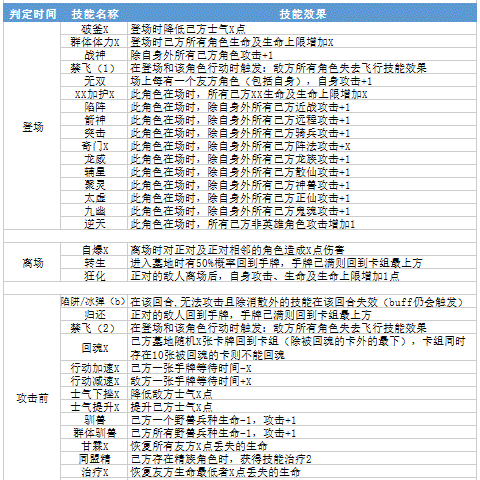 判定时间 技能名称 技能效果
破釜X 登场时降低已方士气X点
群体体力X 登场时已方所有角色生命及生命上限增加X
战神 除自身外所有已方角色攻击+1
禁飞（1） 在登场和该角色行动时触发：敌方所有角色失去飞行技能效果
无双 场上每有一个友方角色（包括自身），自身攻击+1
XX加护X 此角色在场时，所有已方XX生命及生命上限增加X
陷阵 此角色在场时，除自身外所有已方近战攻击+1
箭神 此角色在场时，除自身外所有已方远程攻击+1
登场 突击 此角色在场时，除自身外所有已方骑兵攻击+1
奇门X 此角色在场时，除自身外所有已方阵法攻击+X
龙威 此角色在场时，除自身外所有已方龙族攻击+1
辅星 此角色在场时，除自身外所有已方散仙攻击+1
聚灵 此角色在场时，除自身外所有已方神兽攻击+1
太虚 此角色在场时，除自身外所有已方正仙攻击+1
九幽 此角色在场时，除自身外所有已方鬼魂攻击+1
逆天 此角色在场时，所有已方非英雄角色攻击增加1
自爆X 离场时对正对及正对相邻的角色造成X点伤害
离场 转生 进入墓地时有50%概率回到手牌，手牌已满则回到卡组最上方
狂化 正对的敌人离场后，自身攻击、生命及生命上限增加1点
陷阱/冰弹（b） 在该回合,无法攻击且除消散外的技能在该回合失效（buff仍会触发）
归还 正对的敌人回到手牌，手牌已满则回到卡组最上方
禁飞（2） 在登场和该角色行动时触发：敌方所有角色失去飞行技能效果
回魂X 已方墓地随机X张卡牌回到卡组（除被回魂的卡外的最下），卡组同时
存在10张被回魂的卡则不能回魂
行动加速X 已方一张手牌等待时间-X
行动减速X 敌方一张手牌等待时间+X
攻击前 士气下挫X 降低敌方士气X点
士气提升X 提升已方士气X点
驯兽 已方一个野兽兵种生命-1，攻击+1
群体驯兽 已方所有野兽兵种生命-1，攻击+1
甘霖X 恢复所有友方X点丢失的生命
同盟精 已方存在精族角色时，获得技能治疗2
治疗X 恢复友方生命最低者X点丢失的生命